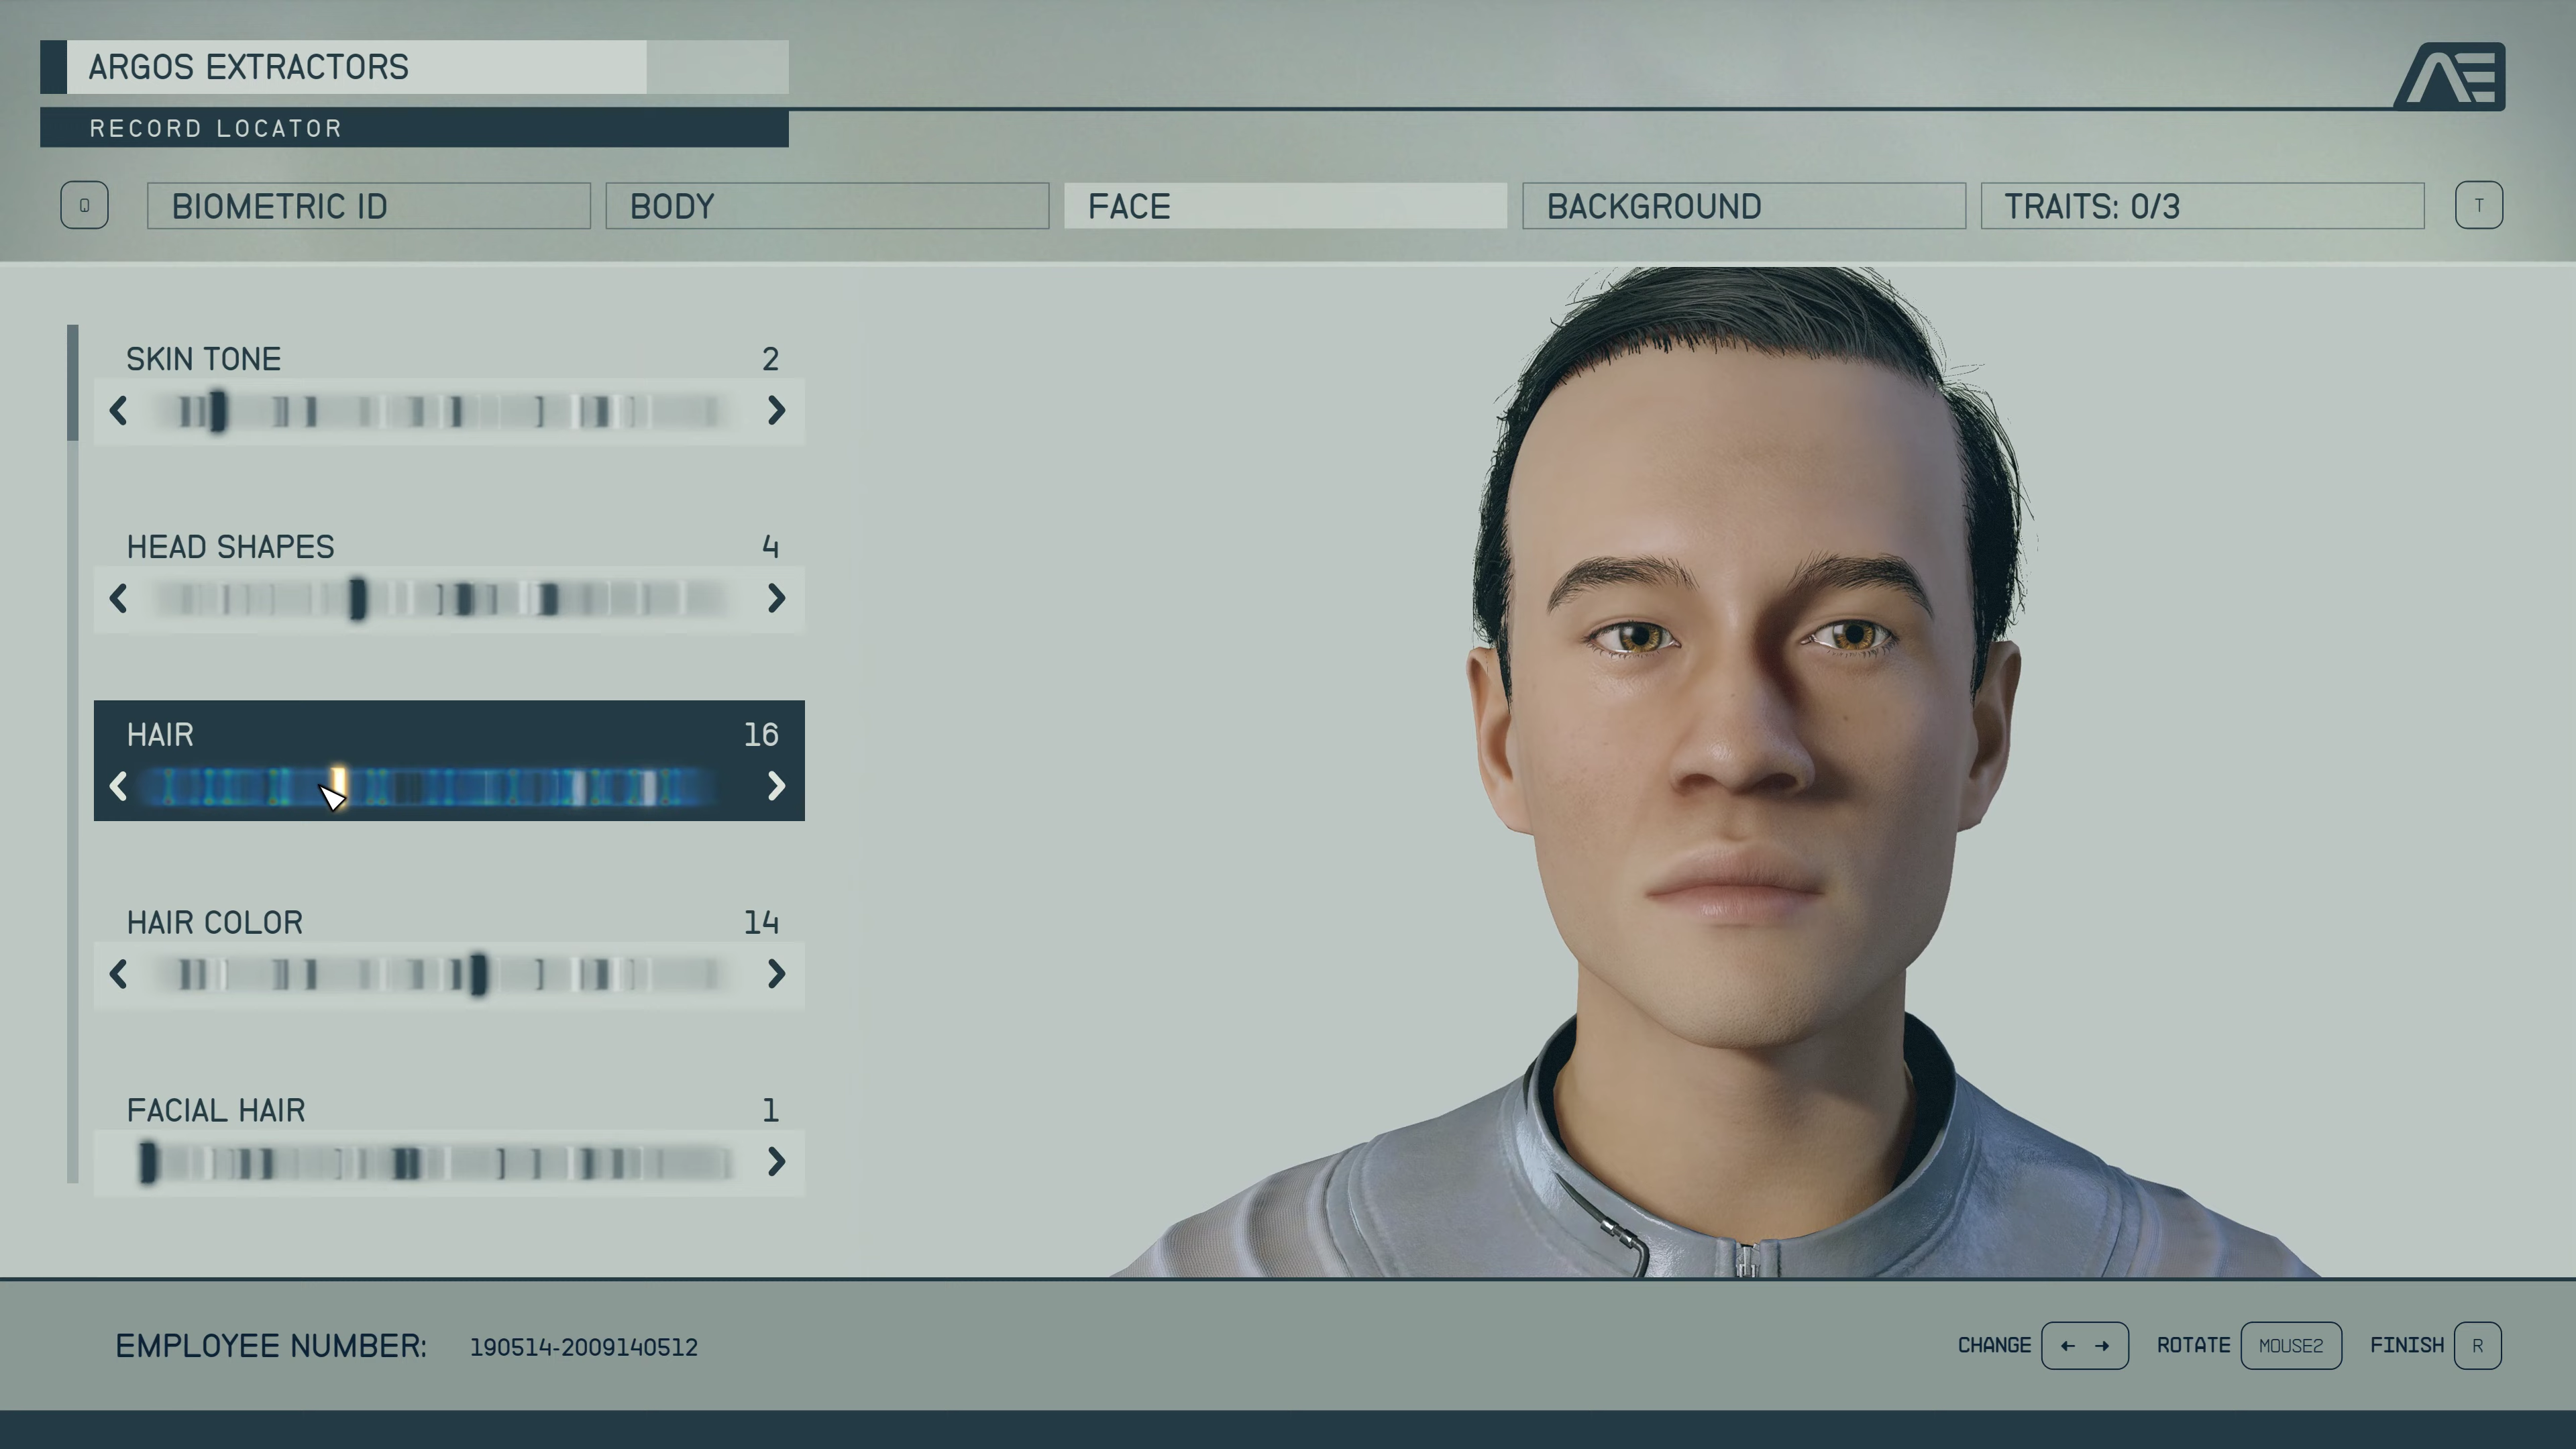 ARGOS EXTRACTORS
AE
RECORD LOCATOR
Q BIOMETRIC ID BODY FACE BACKGROUND TRAITS: 0/3 T
SKIN TONE 2
HEAD SHAPES 4
HAIR 16
HAIR COLOR 14
FACIAL HAIR 1
EMPLOYEE NUMBER: 190514-2009140512
CHANGE ← → ROTATE MOUSE2 FINISH R